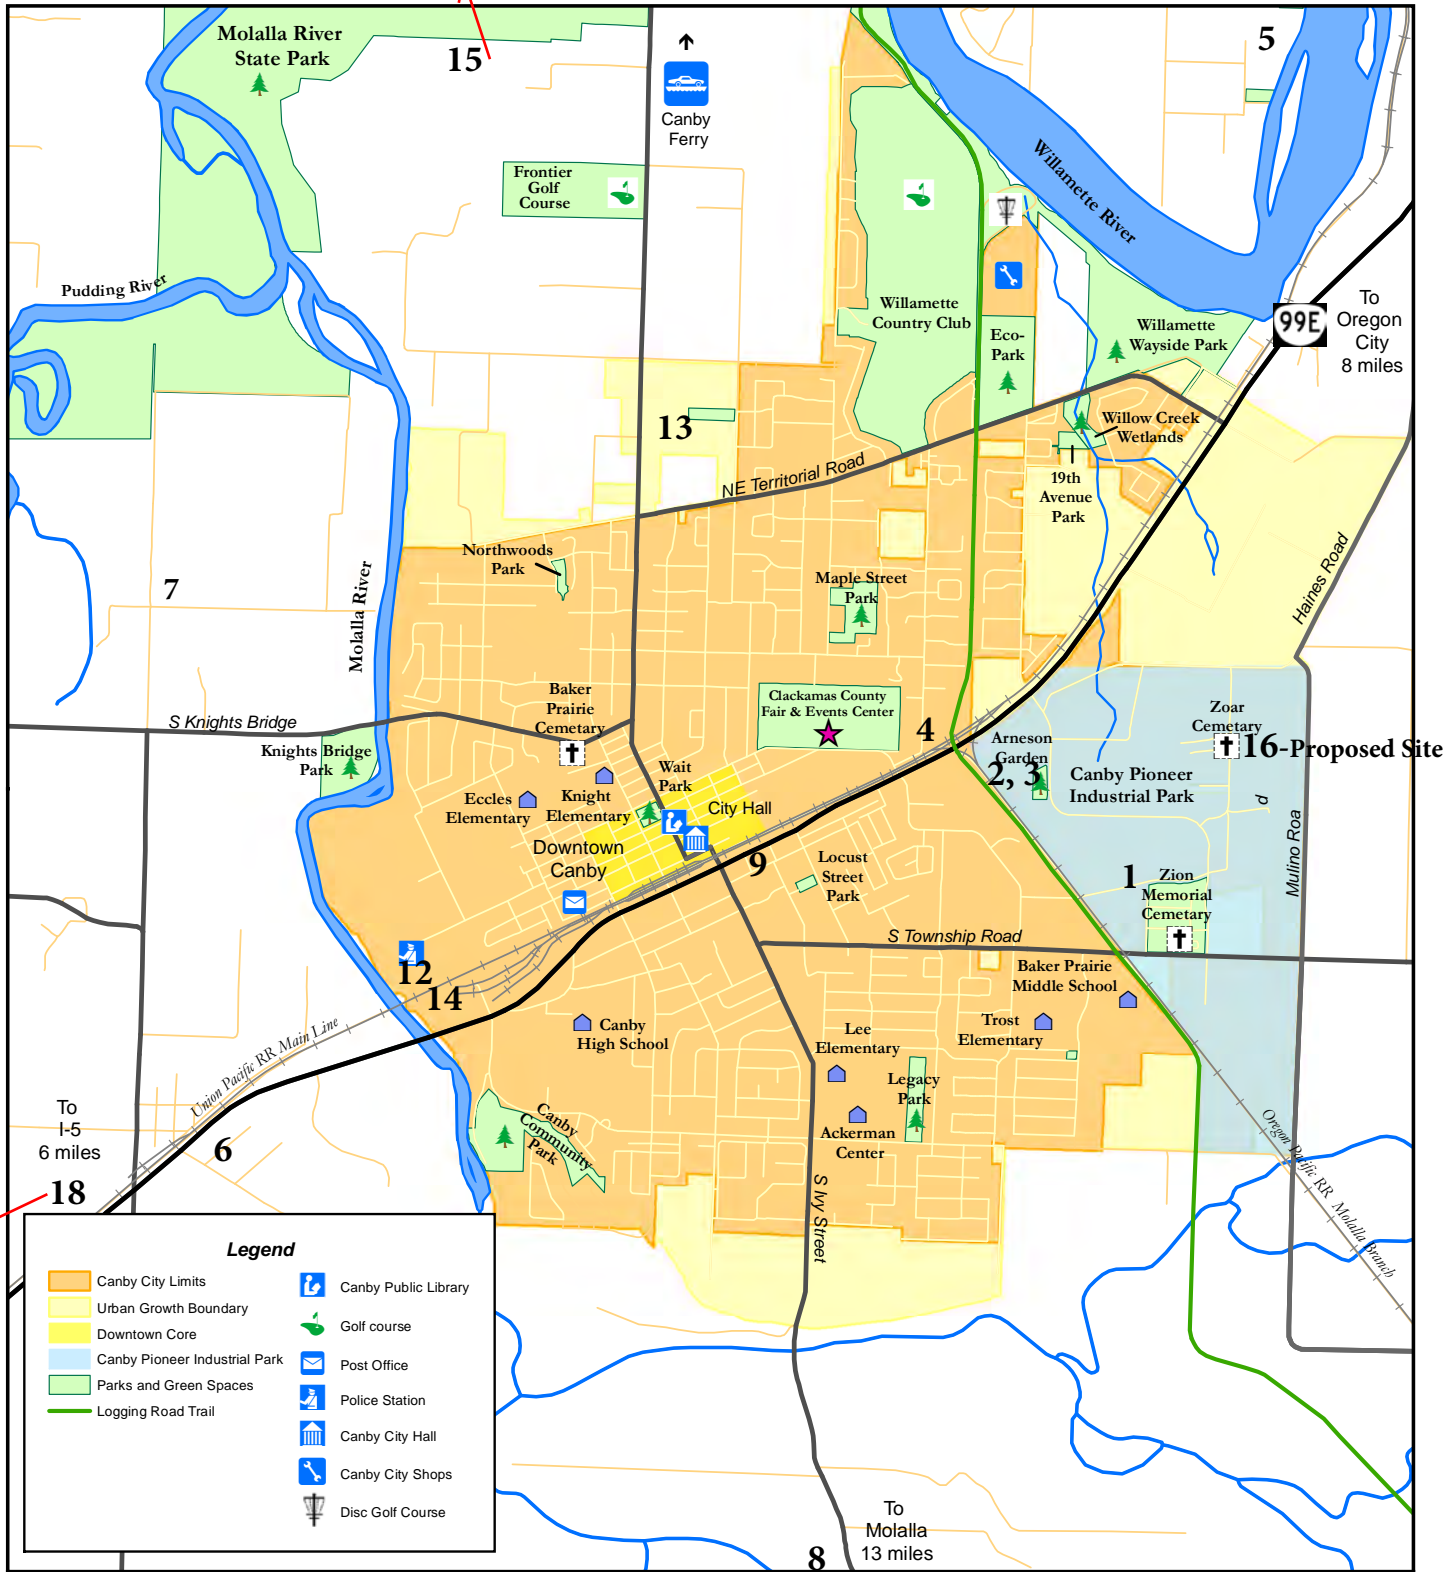 Molalla River
State Park
15
5
Canby
Ferry
Frontier
Golf
Course
Willamette River
Pudding River
99E
To
Oregon
City
8 miles
Willamette
Country Club
Eco-
Park
Willamette
Wayside Park
13
Willow Creek
Wetlands
NE Territorial Road
19th
Avenue
Park
Northwoods
Park
Maple Street
Park
Haines Road
7
Molalla River
S Knights Bridge
Baker
Prairie
Cemetary
Clackamas County
Fair & Events Center
4
Zoar
Cemetary
16-Proposed Site
Knights Bridge
Park
Arneson
Garden
2, 3
Canby Pioneer
Industrial Park
Wait
Park
Eccles
Elementary
Knight
Elementary
City Hall
d
Mulino Roa
Downtown
Canby
9
Locust
Street
Park
1
Zion
Memorial
Cemetary
S Township Road
12
14
Baker Prairie
Middle School
Canby
High School
Lee
Elementary
Trost
Elementary
Union Pacific RR Main Line
Legacy
Park
To
I-5
6 miles
6
Canby
Community
Park
Ackerman
Center
Oregon Pacific RR Molalla Branch
18
S Ivy Street
Legend
Canby City Limits
Urban Growth Boundary
Downtown Core
Canby Pioneer Industrial Park
Parks and Green Spaces
Logging Road Trail
Canby Public Library
Golf course
Post Office
Police Station
Canby City Hall
Canby City Shops
Disc Golf Course
To
Molalla
13 miles
8